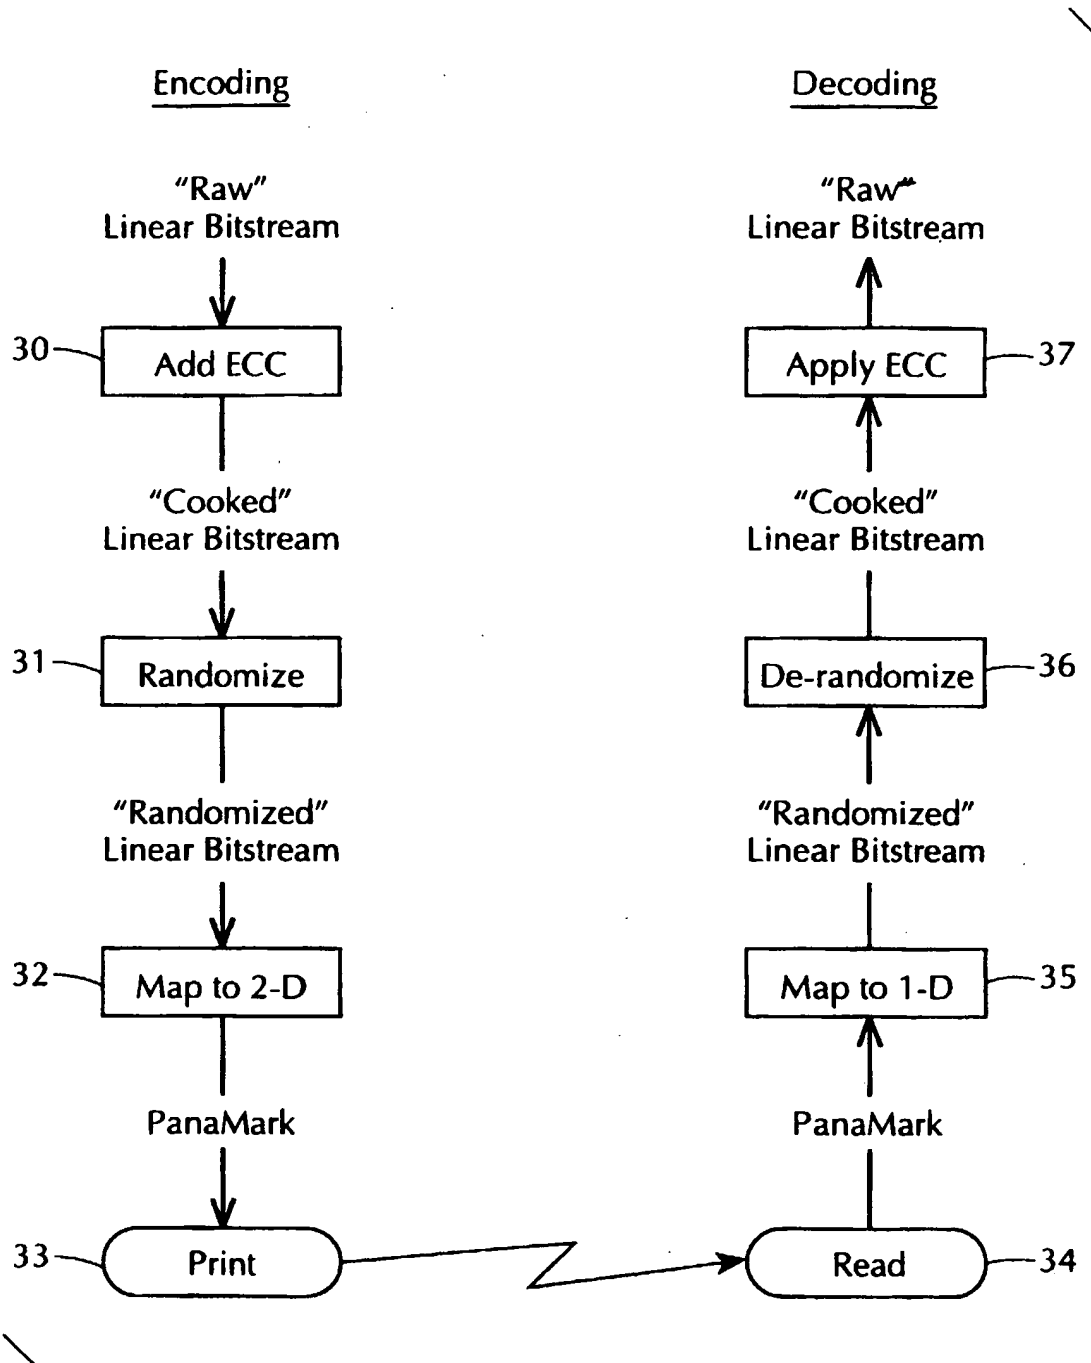 Encoding
"Raw"
Linear Bitstream
30
Add ECC
"Cooked"
Linear Bitstream
31
Randomize
"Randomized"
Linear Bitstream
32
Map to 2-D
PanaMark
33
Print
Decoding
"Raw"
Linear Bitstream
Apply ECC
37
"Cooked"
Linear Bitstream
De-randomize
36
"Randomized"
Linear Bitstream
Map to 1-D
35
PanaMark
Read
34